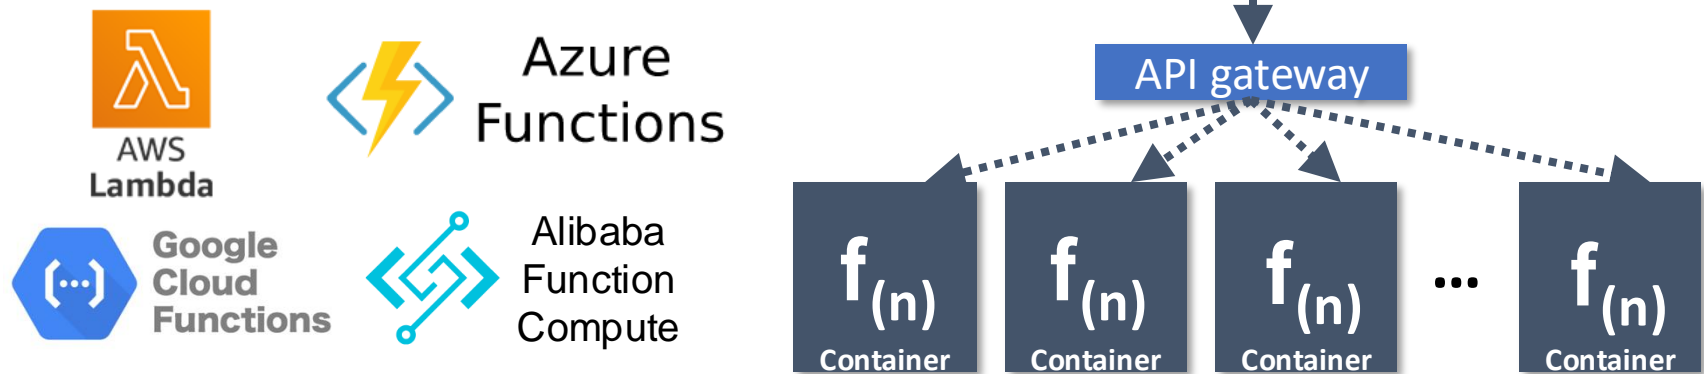 AWS
Lambda
Azure
Functions
Google
Cloud
Functions
Alibaba
Function
Compute
API gateway
f(n)
Container
f(n)
Container
f(n)
Container
...
f(n)
Container